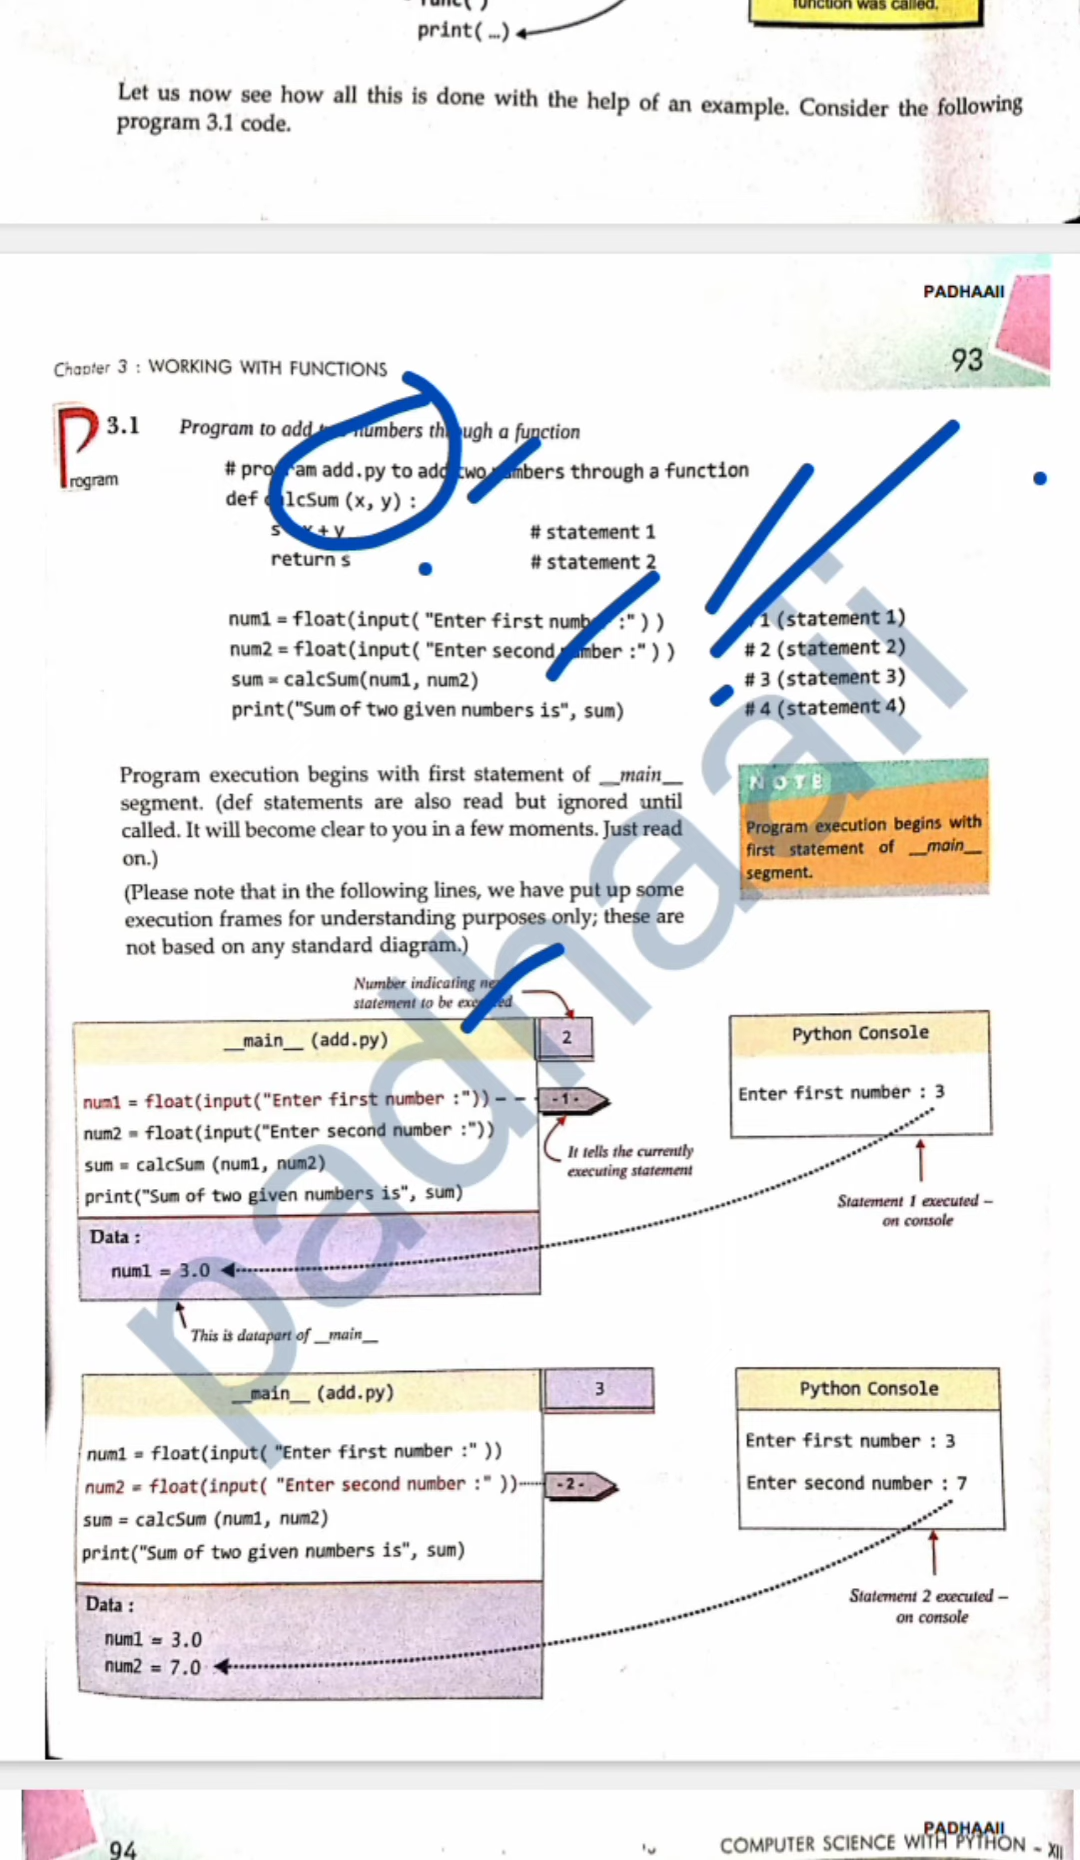 print( ... )
function was called.
Let us now see how all this is done with the help of an example. Consider the following
program 3.1 code.
PADHAAII
Chapter 3 : WORKING WITH FUNCTIONS
93
Program
3.1 Program to add numbers through a function
# program add.py to add two numbers through a function
def calcSum (x, y) :
s x + y # statement 1
return s # statement 2
num1 = float(input( "Enter first number :" ) ) # 1 (statement 1)
num2 = float(input( "Enter second number :" ) ) # 2 (statement 2)
sum = calcSum(num1, num2) # 3 (statement 3)
print("Sum of two given numbers is", sum) # 4 (statement 4)
Program execution begins with first statement of __main__
segment. (def statements are also read but ignored until
called. It will become clear to you in a few moments. Just read
on.)
(Please note that in the following lines, we have put up some
execution frames for understanding purposes only; these are
not based on any standard diagram.)
NOTE
Program execution begins with
first statement of __main__
segment.
Number indicating
statement to be executed
__main__ (add.py)
2
num1 = float(input("Enter first number :"))
-1-
num2 = float(input("Enter second number :"))
sum = calcSum (num1, num2)
print("Sum of two given numbers is", sum)
It tells the currently
executing statement
Data :
num1 = 3.0
This is datapart of __main__
Python Console
Enter first number : 3
Statement 1 executed –
on console
__main__ (add.py)
3
num1 = float(input( "Enter first number :" ))
num2 = float(input( "Enter second number :" ))
-2-
sum = calcSum (num1, num2)
print("Sum of two given numbers is", sum)
Data :
num1 = 3.0
num2 = 7.0
Python Console
Enter first number : 3
Enter second number : 7
Statement 2 executed –
on console
padhaaii
94
PADHAAII
COMPUTER SCIENCE WITH PYTHON – XII